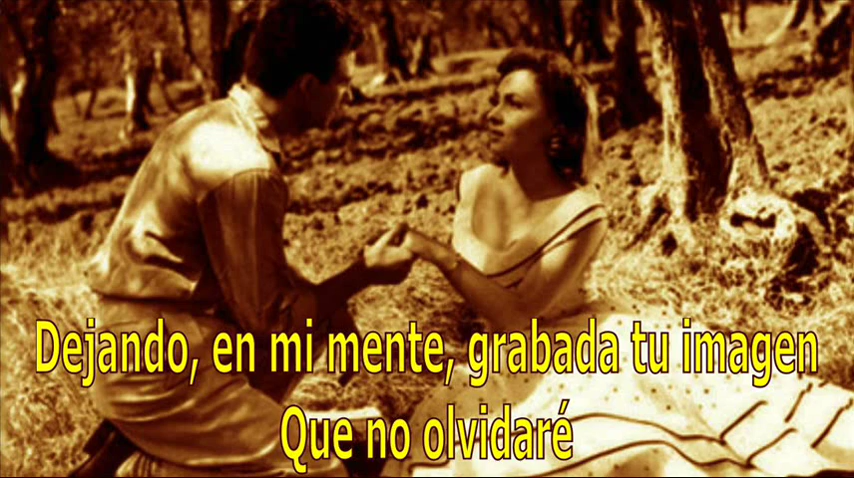 Dejando, en mi mente, grabada tu imagen
Que no olvidaré